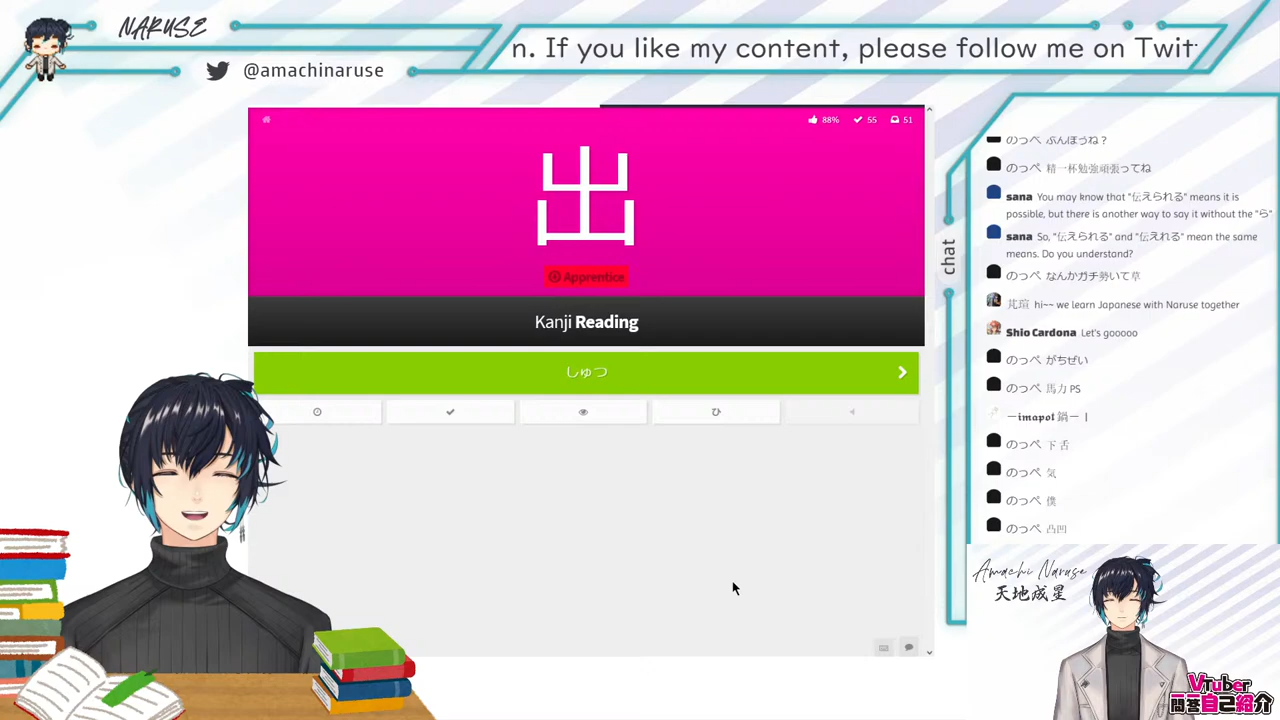 NARUSE
@amachinaruse
n. If you like my content, please follow me on Twit
88%
55
51
出
Apprentice
Kanji Reading
しゅつ
ひ
chat
のっぺ ぶんぽうね？
のっぺ 精一杯勉強頑張ってね
sana You may know that "伝えられる" means it is
possible, but there is another way to say it without the "ら"
sana So, "伝えられる" and "伝えれる" mean the same
means. Do you understand?
のっぺ なんかガチ勢いて草
芃瑄 hi~~ we learn Japanese with Naruse together
Shio Cardona Let's gooooo
のっぺ がちぜい
のっぺ 馬力 PS
のっぺ 下 舌
のっぺ 気
のっぺ 僕
のっぺ 凸凹
Amachi Naruse
天地成星
VTuber
問答自己紹介